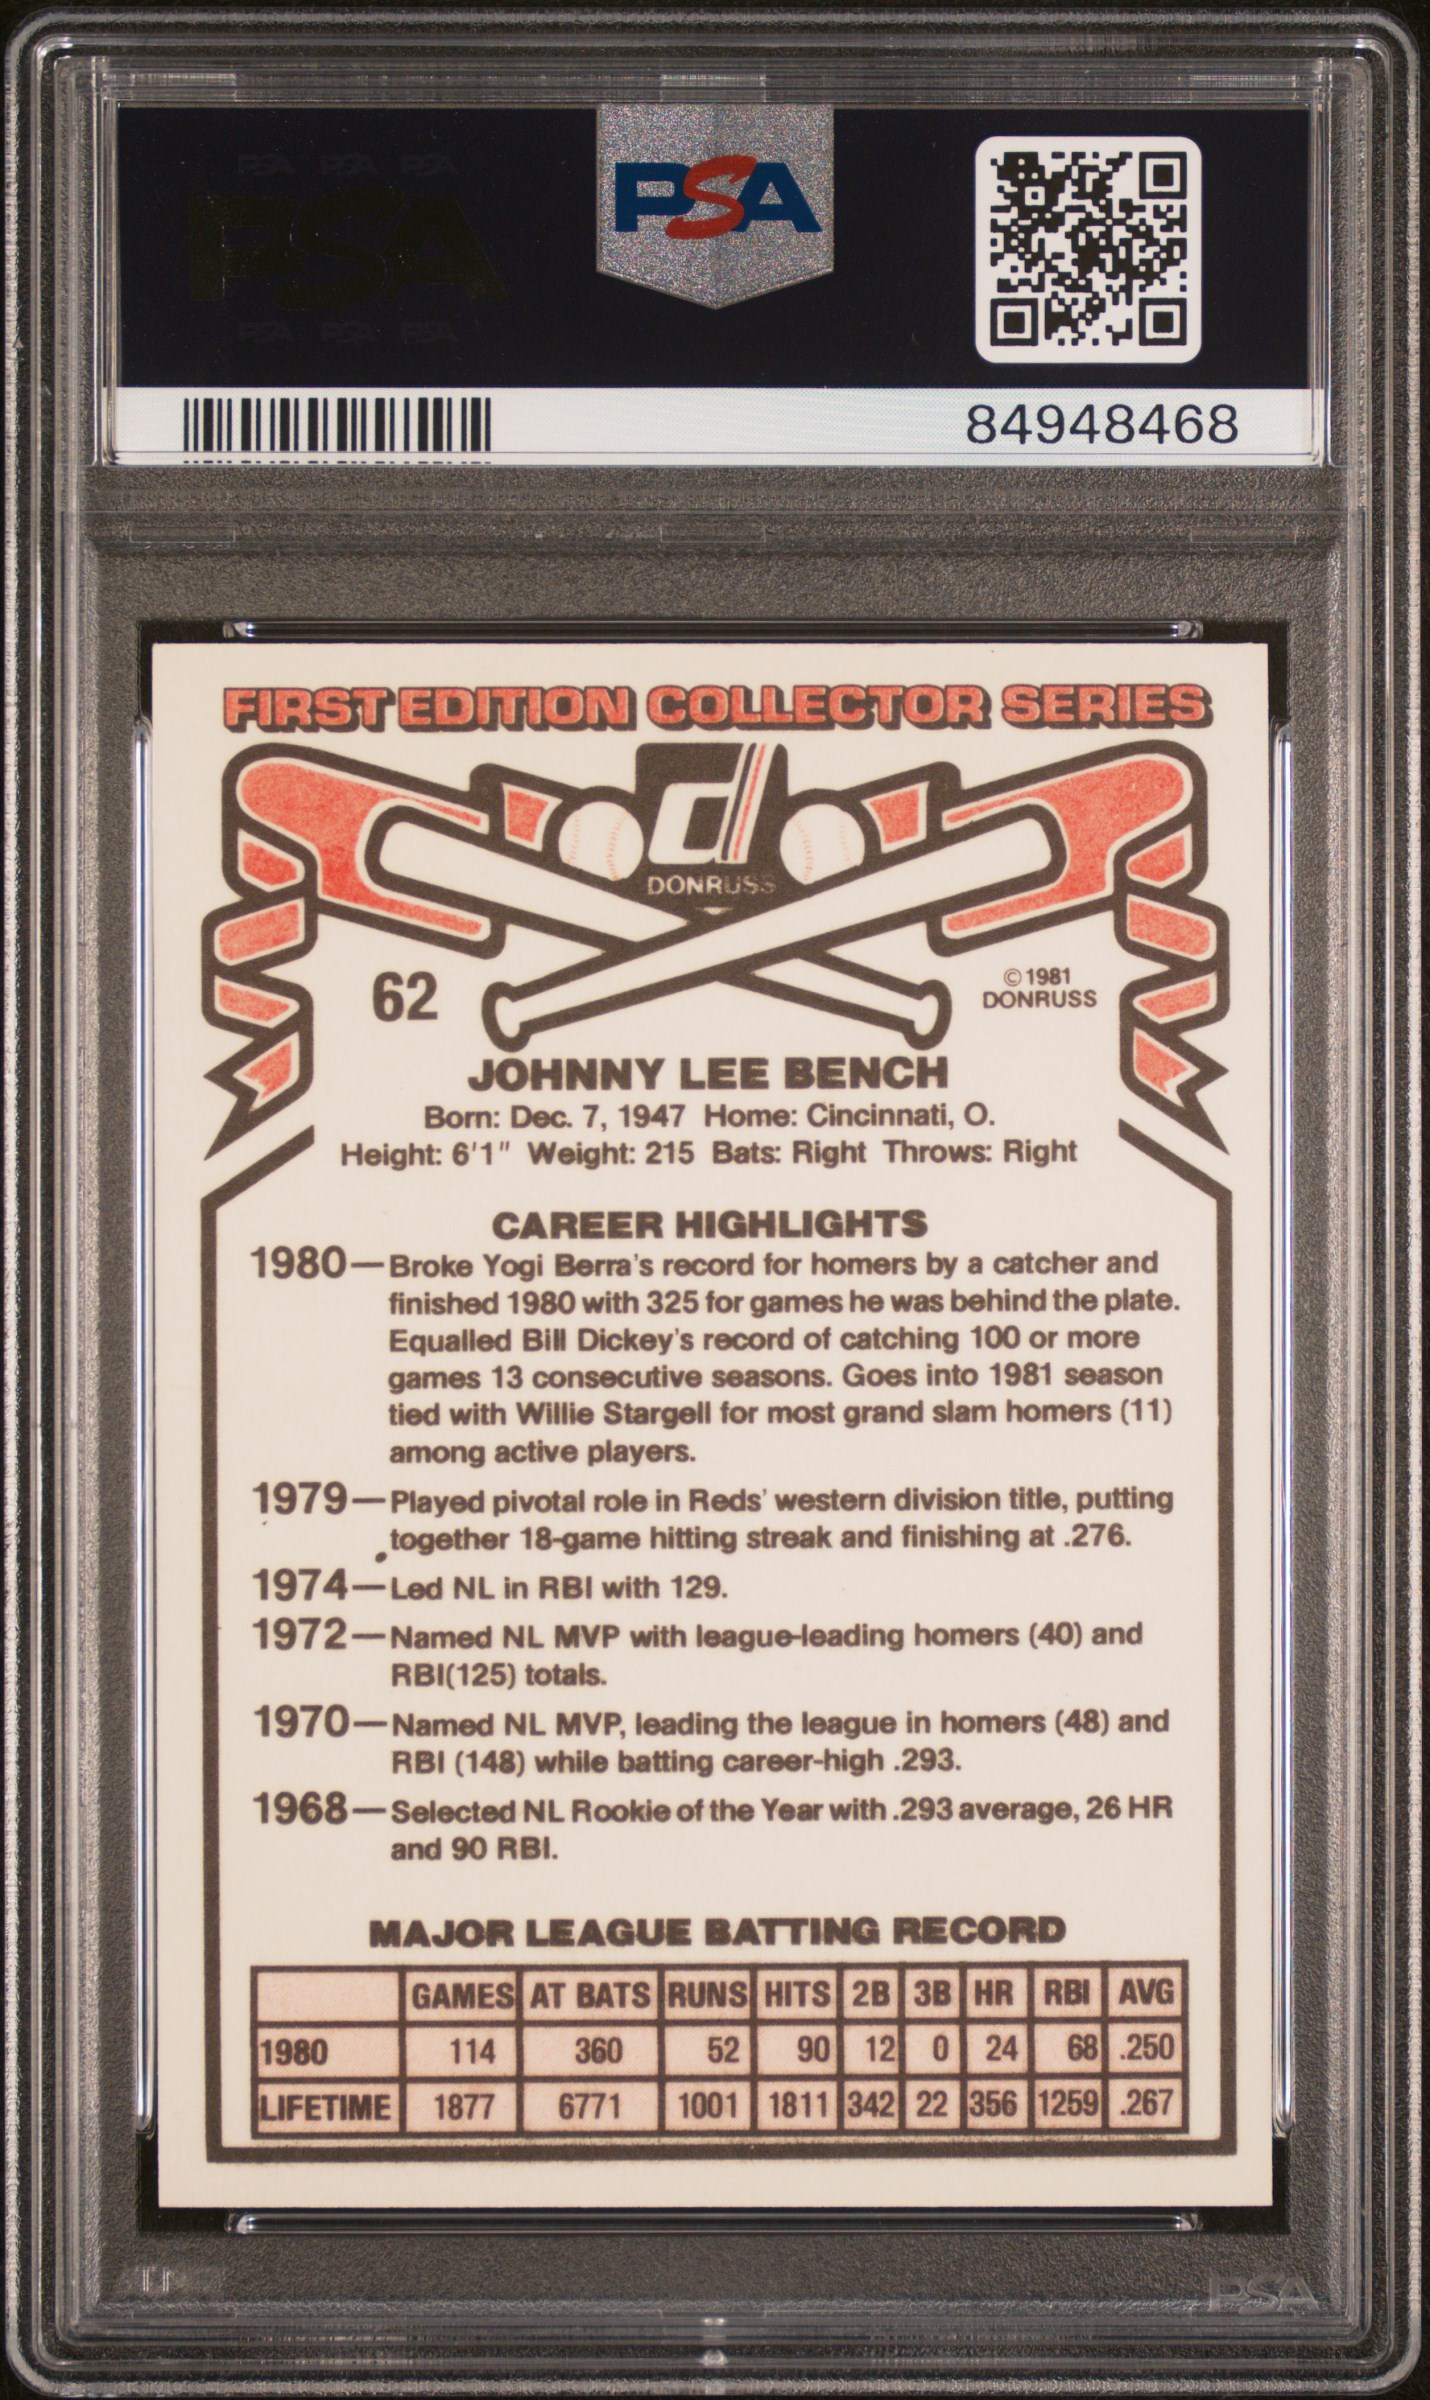 PSA PSA PSA
PSA
PSA PSA PSA
PSA
84948468
FIRST EDITION COLLECTOR SERIES
d
DONRUSS
62
© 1981
DONRUSS
JOHNNY LEE BENCH
Born: Dec. 7, 1947 Home: Cincinnati, O.
Height: 6'1" Weight: 215 Bats: Right Throws: Right
CAREER HIGHLIGHTS
1980—Broke Yogi Berra's record for homers by a catcher and
finished 1980 with 325 for games he was behind the plate.
Equalled Bill Dickey's record of catching 100 or more
games 13 consecutive seasons. Goes into 1981 season
tied with Willie Stargell for most grand slam homers (11)
among active players.
1979—Played pivotal role in Reds' western division title, putting
together 18-game hitting streak and finishing at .276.
1974—Led NL in RBI with 129.
1972—Named NL MVP with league-leading homers (40) and
RBI(125) totals.
1970—Named NL MVP, leading the league in homers (48) and
RBI (148) while batting career-high .293.
1968—Selected NL Rookie of the Year with .293 average, 26 HR
and 90 RBI.
MAJOR LEAGUE BATTING RECORD
GAMES AT BATS RUNS HITS 2B 3B HR RBI AVG
1980 114 360 52 90 12 0 24 68 .250
LIFETIME 1877 6771 1001 1811 342 22 356 1259 .267
PSA